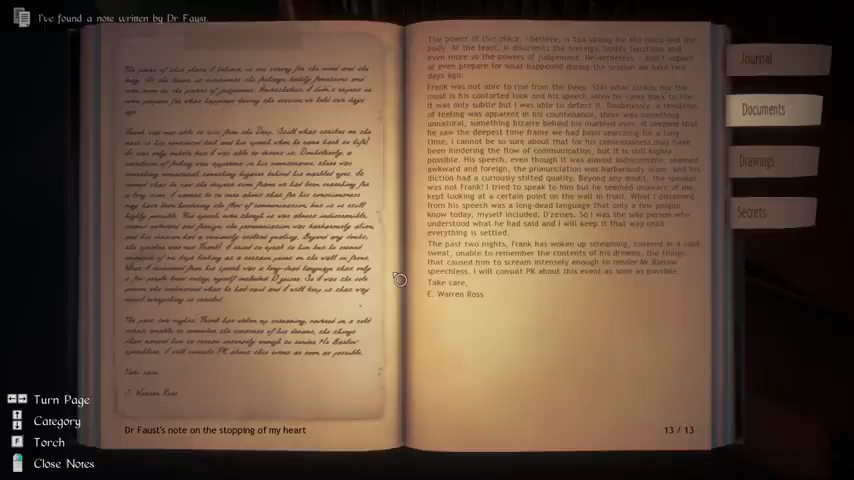 I've found a note written by Dr Faust.
Dr Faust's note on the stopping of my heart
The power of this place, I believe, is too strong for the mind and the
body. At the least, it disorients the feelings, bodily functions and
even more so the powers of judgement. Nevertheless, I didn't expect
or even prepare for what happened during the session we held two
days ago.
Frank was not able to rise from the Deep. Still what strikes me the
most is his contorted look and his speech when he came back to life!
It was only subtle but I was able to detect it. Doubtlessly, a
of feeling was apparent in his countenance, there was something
unnatural, something bizarre behind his marbled eyes. It seemed that
he saw the deepest time frame we had been searching for a long
time. I cannot be so sure about that for his consciousness may have
been hindering the flow of communication, but it is still highly
possible. His speech, even though it was almost indiscernible, seemed
awkward and foreign, the pronunciation was barbarously alien and his
diction had a curiously stilted quality. Beyond any doubt, the speaker
was not Frank! I tried to speak to him but he seemed unaware of me,
kept looking at a certain point on the wall in front. What I discerned
from his speech was a long-dead language that only a few people
know today, myself included: D'zeises. So I was the sole person who
understood what he had said and I will keep it that way until
everything is settled.
The past two nights, Frank has woken up screaming, covered in a cold
sweat, unable to remember the contents of his dreams, the things
that caused him to scream intensely enough to render Mr Barlow
speechless. I will consult PK about this event as soon as possible.
Take care,
E. Warren Ross
13 / 13
Journal
Documents
Drawings
Secrets
Turn Page
Category
F Torch
Close Notes